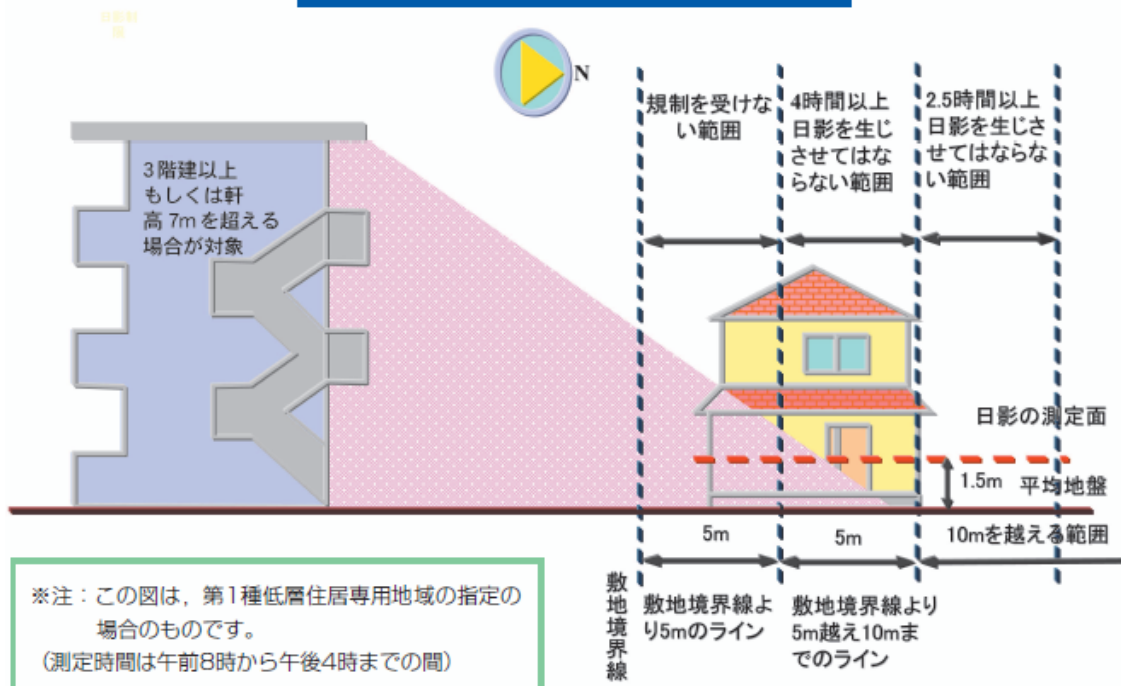 N
規制を受けな
い範囲
4時間以上
日影を生じ
させてはな
らない範囲
2.5時間以上
日影を生じさ
せてはならな
い範囲
3階建以上
もしくは軒
高7mを超える
場合が対象
日影の測定面
1.5m
平均地盤
5m
5m
10mを越える範囲
敷地境界線
敷地境界線よ
り5mのライン
敷地境界線より
5m越え10mま
でのライン
※注：この図は，第1種低層住居専用地域の指定の
場合のものです。
（測定時間は午前8時から午後4時までの間）